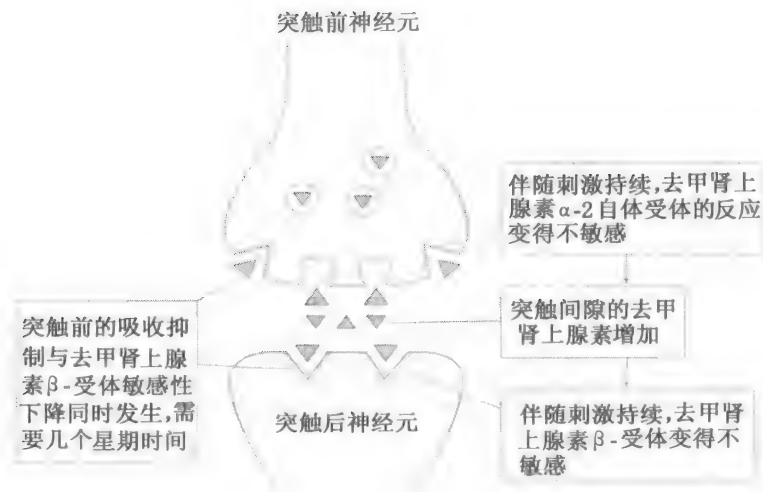 突触前神经元
伴随刺激持续,去甲肾上
腺素α-2自体受体的反应
变得不敏感
突触间隙的去甲
肾上腺素增加
突触前的吸收抑
制与去甲肾上腺
素β-受体敏感性
下降同时发生,需
要几个星期时间
突触后神经元
伴随刺激持续,去甲肾
上腺素β-受体变得不
敏感